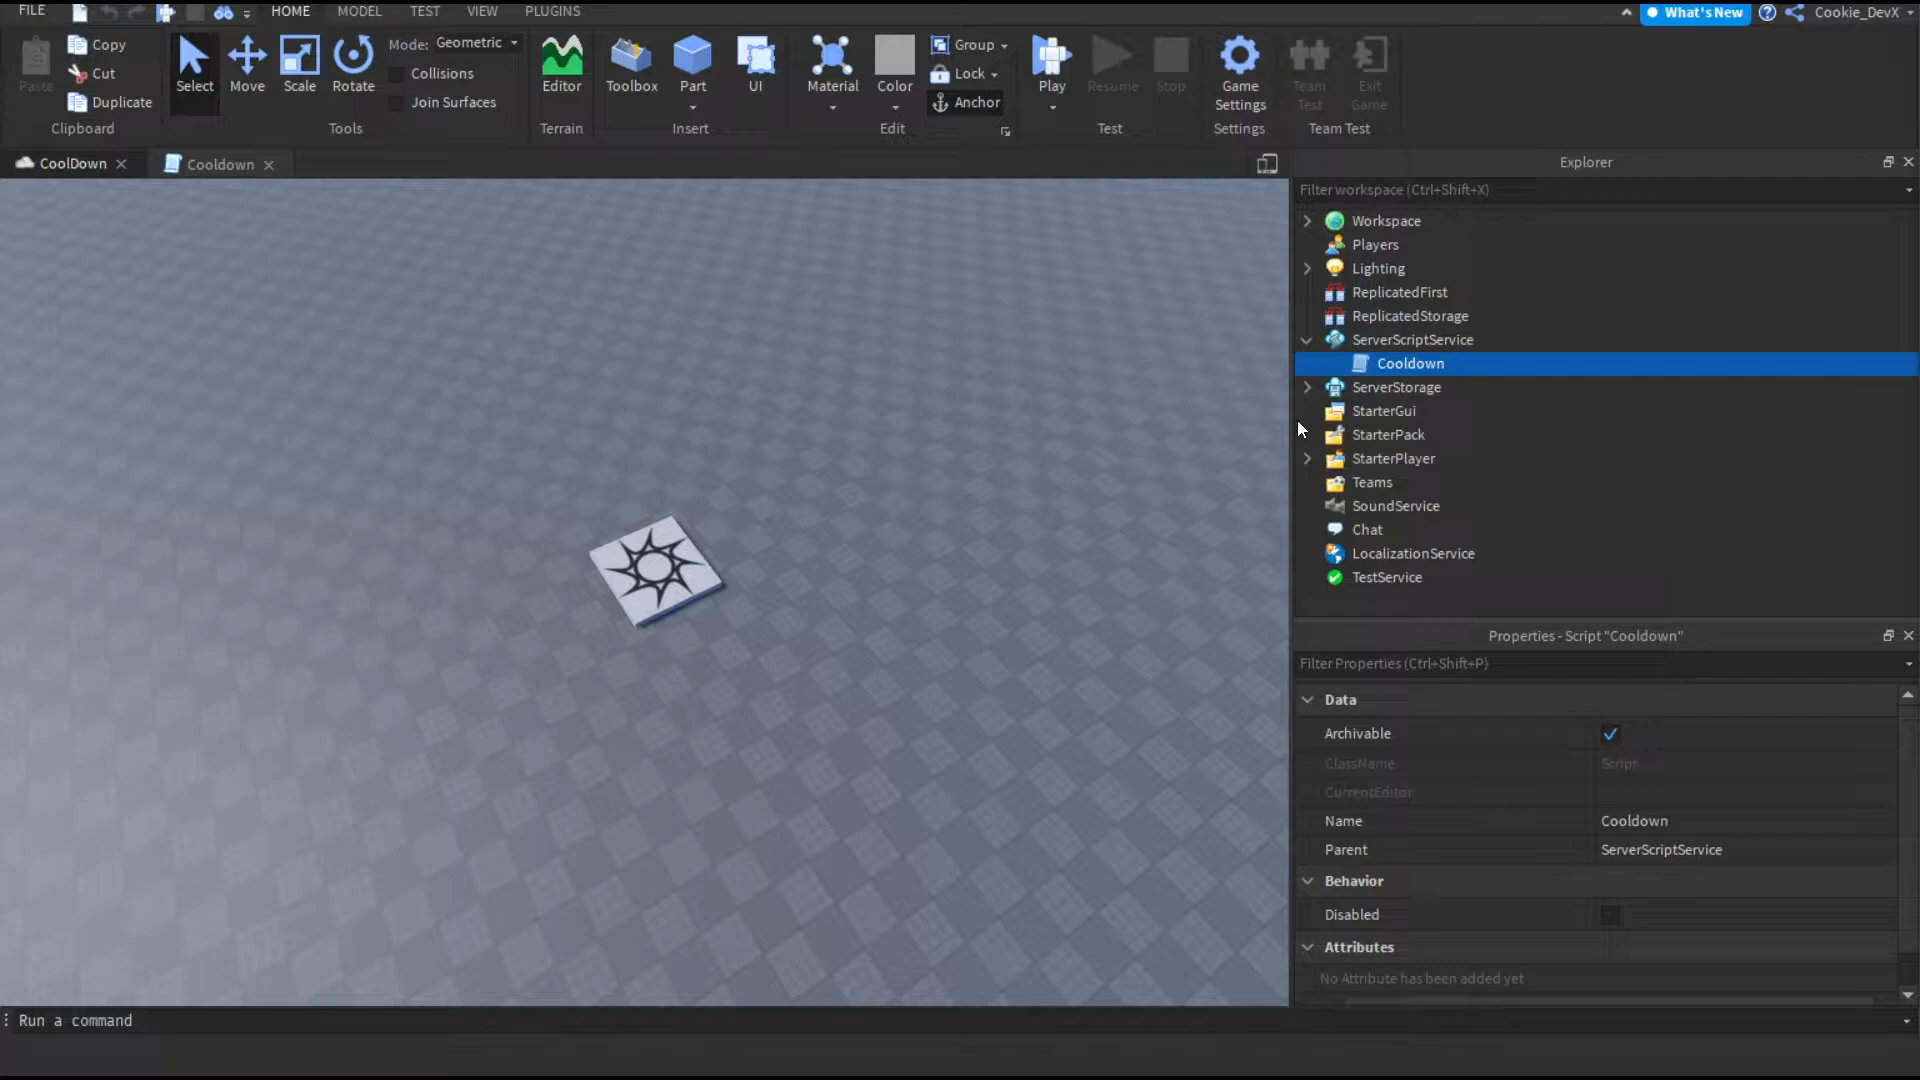 FILE
HOME
MODEL
TEST
VIEW
PLUGINS
What's New
Cookie_DevX
Paste
Copy
Cut
Duplicate
Clipboard
Select
Move
Scale
Rotate
Mode: Geometric
Collisions
Join Surfaces
Tools
Editor
Terrain
Toolbox
Part
UI
Insert
Material
Color
Group
Lock
Anchor
Edit
Play
Resume
Stop
Test
Game
Settings
Settings
Team
Test
Exit
Game
Team Test
CoolDown
Cooldown
Explorer
Filter workspace (Ctrl+Shift+X)
Workspace
Players
Lighting
ReplicatedFirst
ReplicatedStorage
ServerScriptService
Cooldown
ServerStorage
StarterGui
StarterPack
StarterPlayer
Teams
SoundService
Chat
LocalizationService
TestService
Properties - Script "Cooldown"
Filter Properties (Ctrl+Shift+P)
Data
Archivable
ClassName Script
CurrentEditor
Name Cooldown
Parent ServerScriptService
Behavior
Disabled
Attributes
No Attribute has been added yet
Run a command